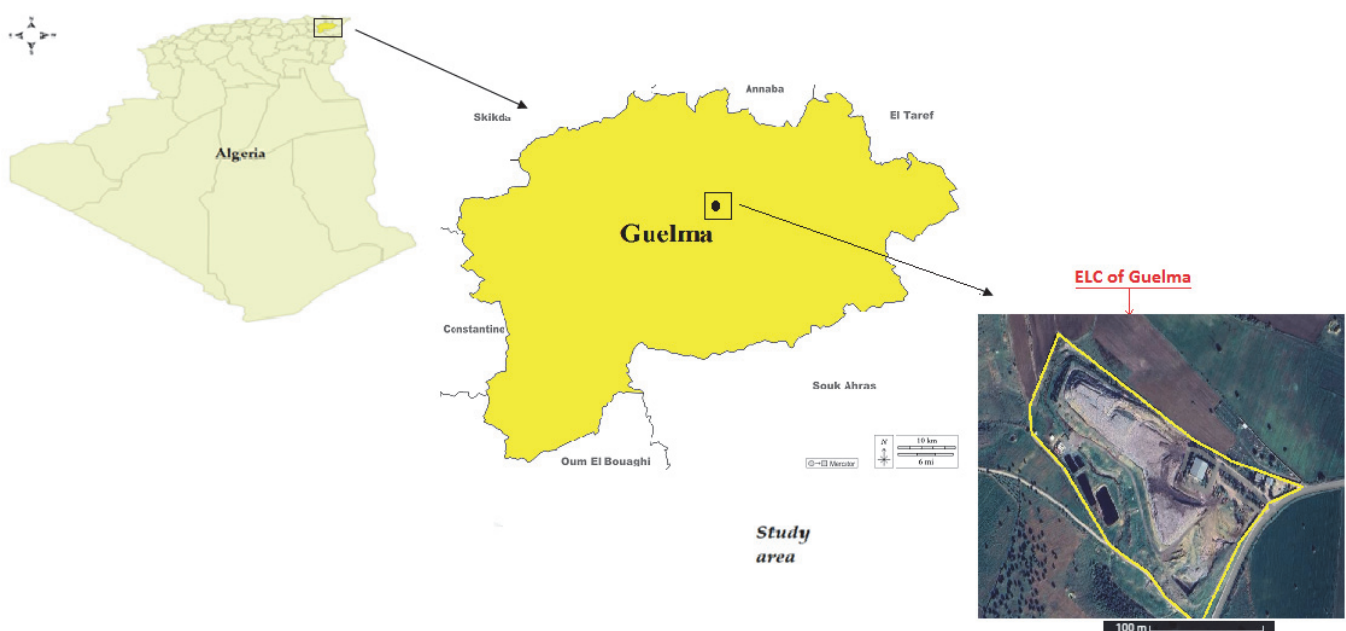 Algeria
Skikda
Annaba
El Taref
Guelma
Constantine
Souk Ahras
Oum El Bouaghi
Mercator
N
10 km
6 mi
ELC of Guelma
Study
area
100 m